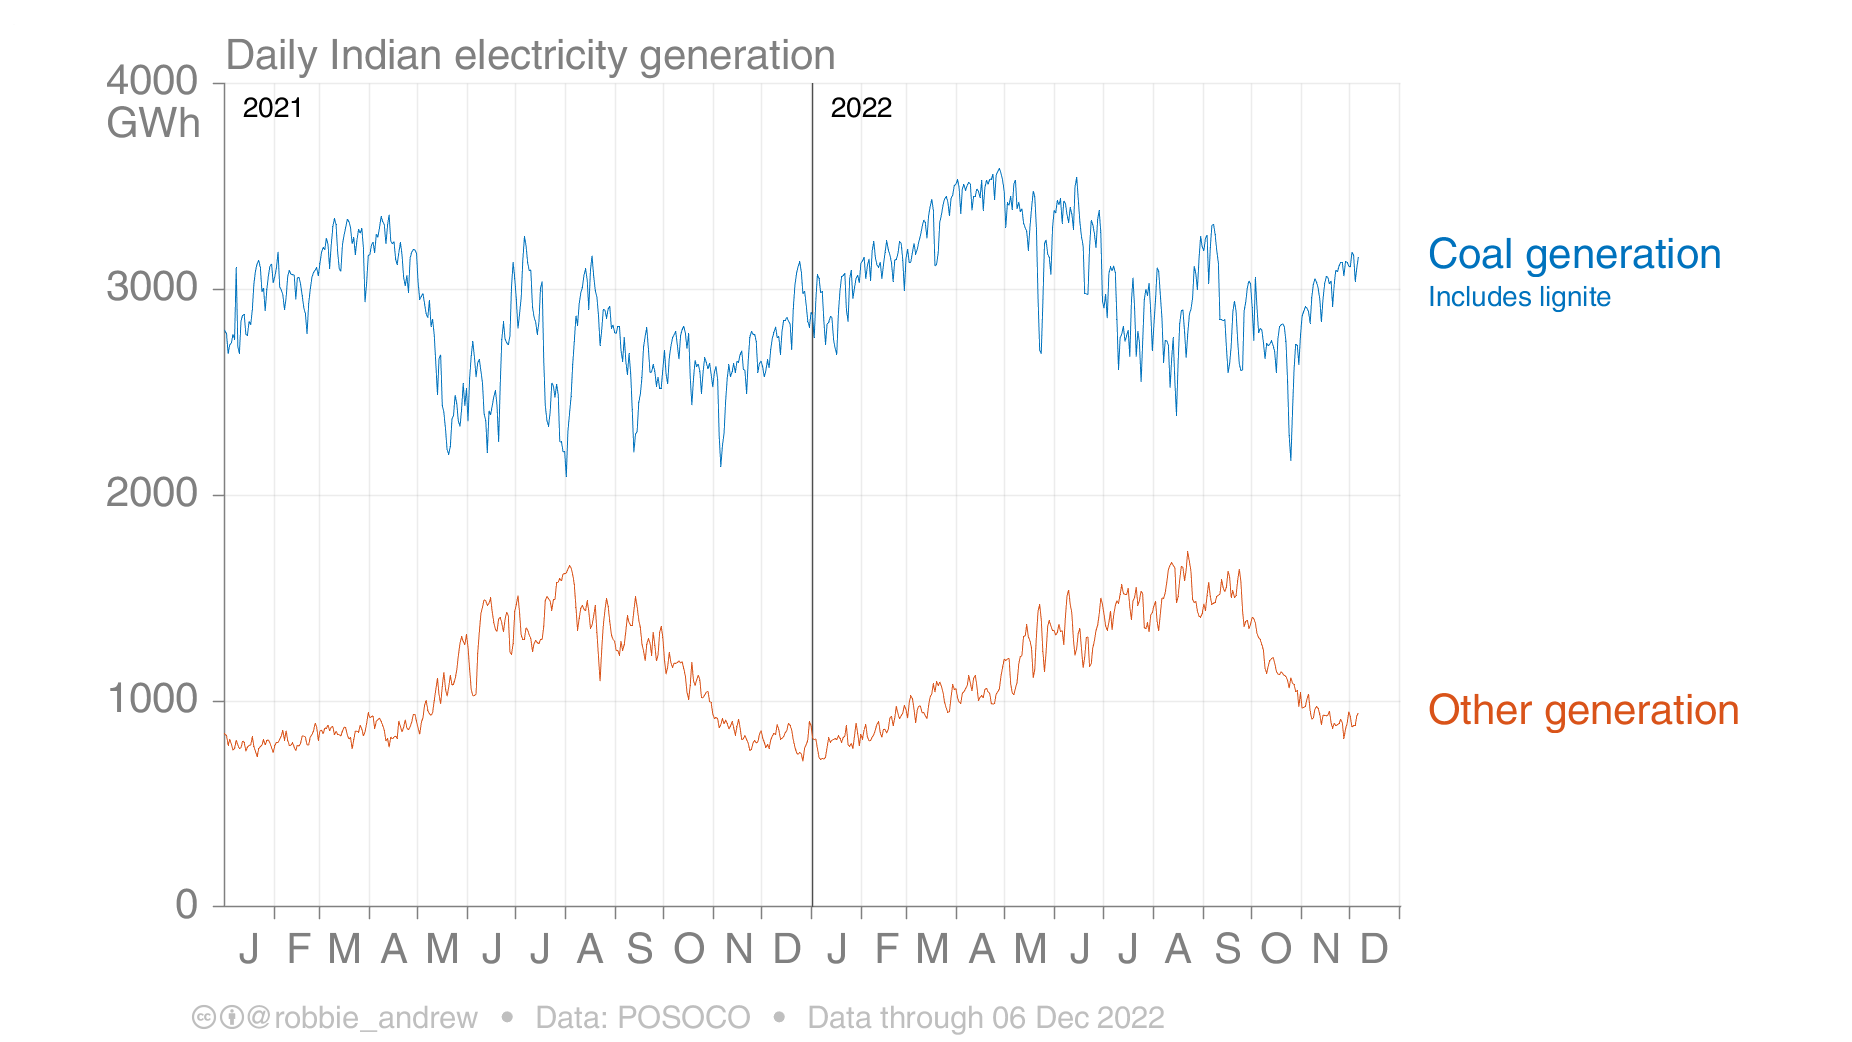 Daily Indian electricity generation
4000
GWh
2021
2022
3000
2000
1000
0
Coal generation
Includes lignite
Other generation
J F M A M J J A S O N D J F M A M J J A S O N D
@robbie_andrew • Data: POSOCO • Data through 06 Dec 2022